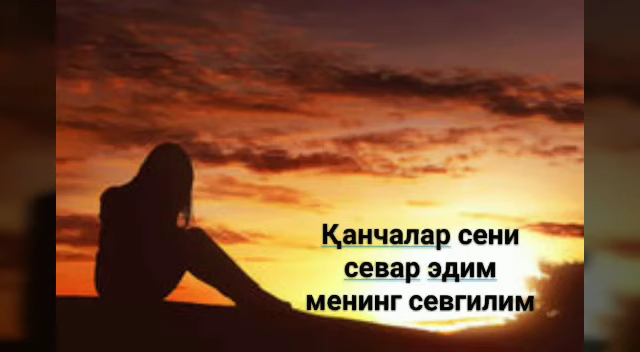 Қанчалар сени
севар эдим
менинг севгилим